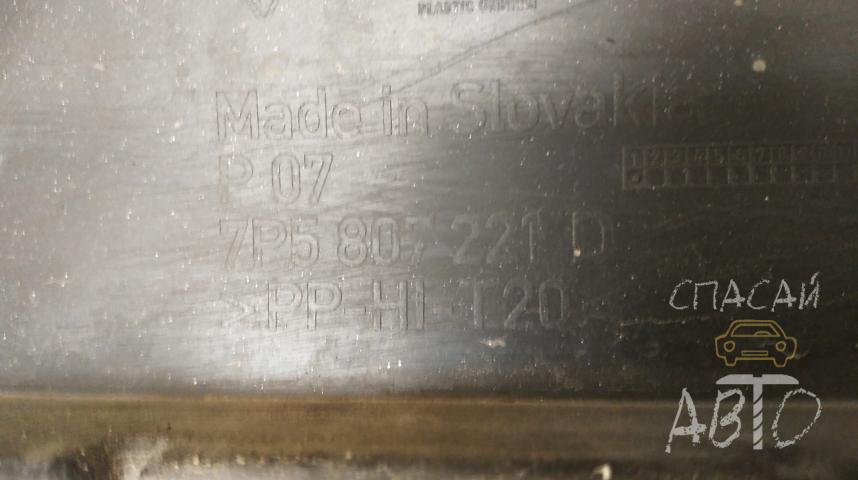 Made in Slovakia
P 07
7P5 807 221 D
>PP-HI-T20
СПАСАЙ
АВТО